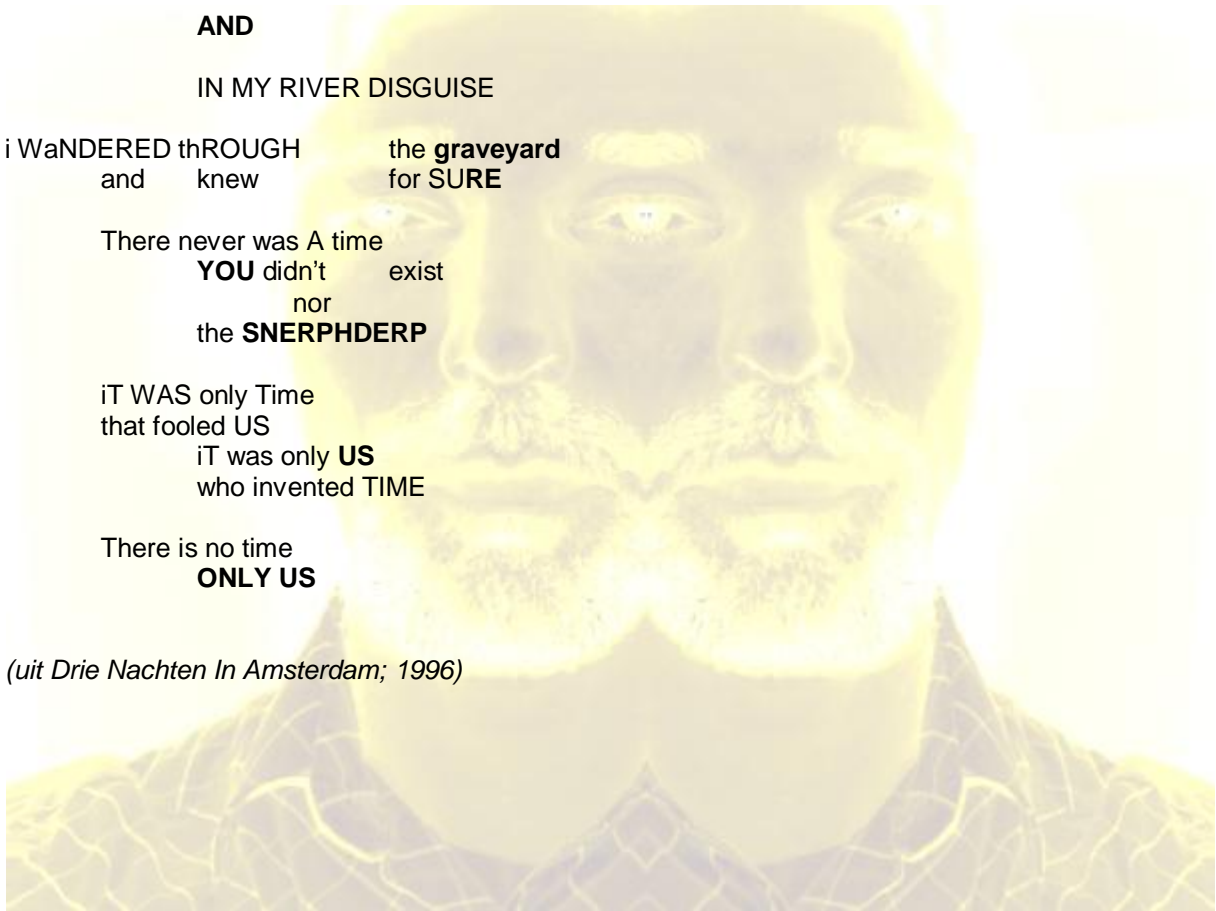 AND
IN MY RIVER DISGUISE
i WaNDERED thROUGH the graveyard
and knew for SURE
There never was A time
YOU didn't exist
nor
the SNERPHDERP
iT WAS only Time
that fooled US
iT was only US
who invented TIME
There is no time
ONLY US
(uit Drie Nachten In Amsterdam; 1996)